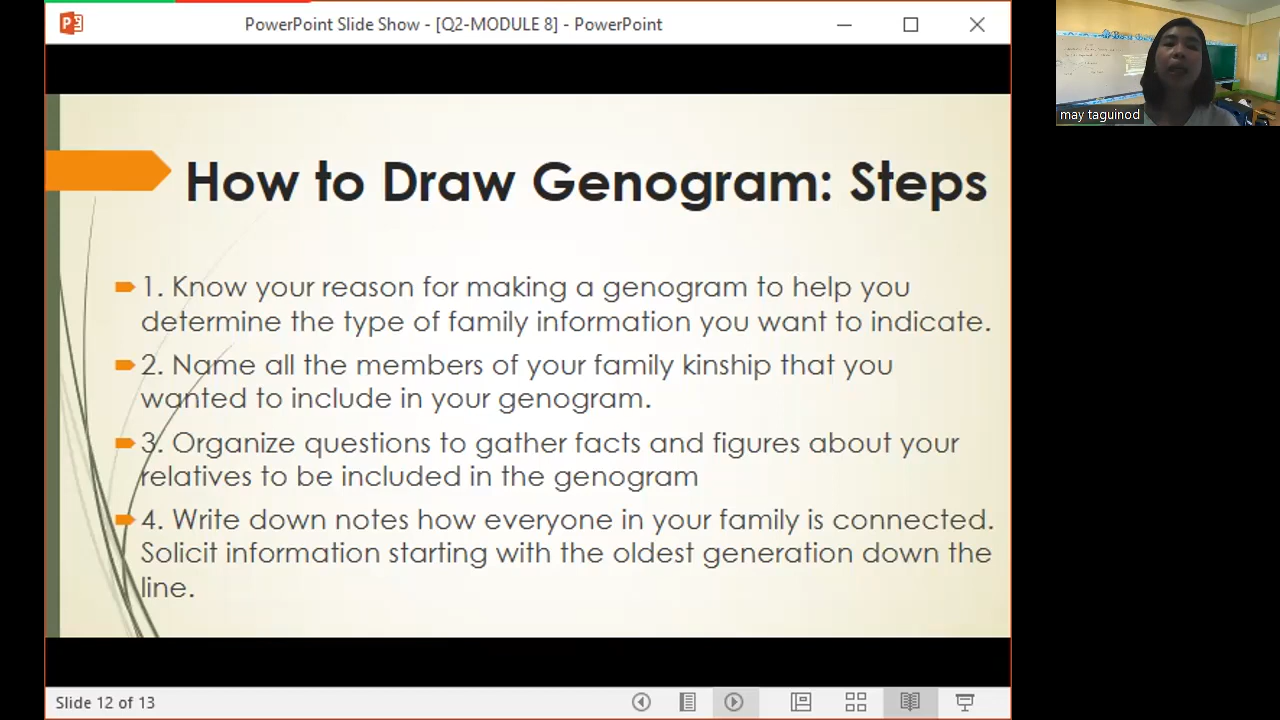 PowerPoint Slide Show - [Q2-MODULE 8] - PowerPoint
may taguinod
How to Draw Genogram: Steps
1. Know your reason for making a genogram to help you
determine the type of family information you want to indicate.
2. Name all the members of your family kinship that you
wanted to include in your genogram.
3. Organize questions to gather facts and figures about your
relatives to be included in the genogram
4. Write down notes how everyone in your family is connected.
Solicit information starting with the oldest generation down the
line.
Slide 12 of 13